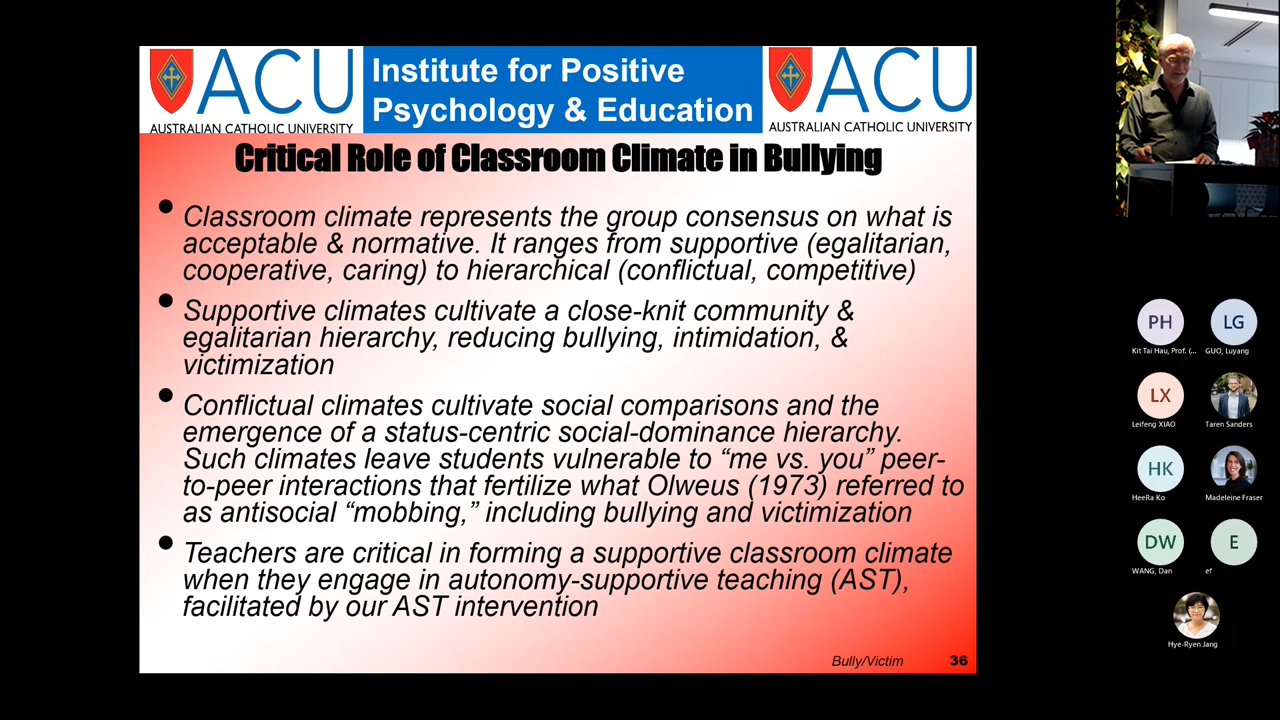 ACU
AUSTRALIAN CATHOLIC UNIVERSITY
Institute for Positive
Psychology & Education
ACU
AUSTRALIAN CATHOLIC UNIVERSITY
Critical Role of Classroom Climate in Bullying
• Classroom climate represents the group consensus on what is
acceptable & normative. It ranges from supportive (egalitarian,
cooperative, caring) to hierarchical (conflictual, competitive)
• Supportive climates cultivate a close-knit community &
egalitarian hierarchy, reducing bullying, intimidation, &
victimization
• Conflictual climates cultivate social comparisons and the
emergence of a status-centric social-dominance hierarchy.
Such climates leave students vulnerable to “me vs. you” peer-
to-peer interactions that fertilize what Olweus (1973) referred to
as antisocial “mobbing,” including bullying and victimization
• Teachers are critical in forming a supportive classroom climate
when they engage in autonomy-supportive teaching (AST),
facilitated by our AST intervention
Bully/Victim
36
PH
Kit Tai Hau, Prof. (...
LG
GUO, Luyang
LX
Leifeng XIAO
Taren Sanders
HK
HeeRa Ko
Madeleine Fraser
DW
WANG, Dan
E
ef
Hye-Ryen Jang